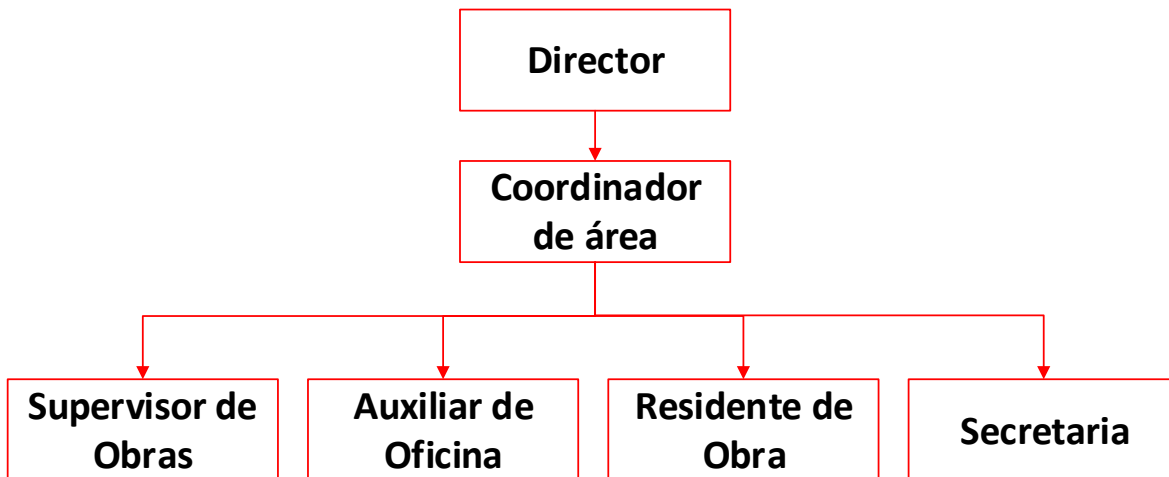 Director
Coordinador
de área
Supervisor de
Obras
Auxiliar de
Oficina
Residente de
Obra
Secretaria